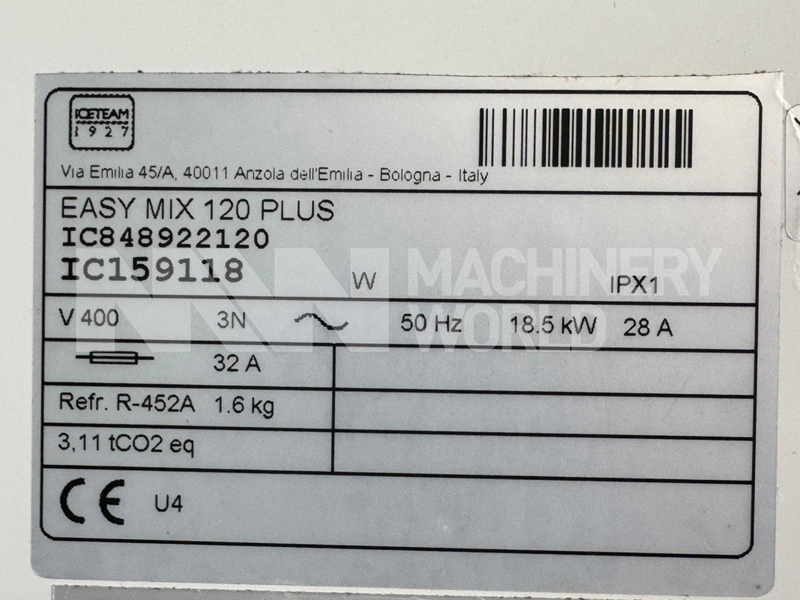 ICETEAM
1927
Via Emilia 45/A, 40011 Anzola dell'Emilia - Bologna - Italy
EASY MIX 120 PLUS
IC848922120
IC159118
W
IPX1
MACHINERY
WORLD
V 400 3N 50 Hz 18.5 kW 28 A
32 A
Refr. R-452A 1.6 kg
3,11 tCO2 eq
CE U4